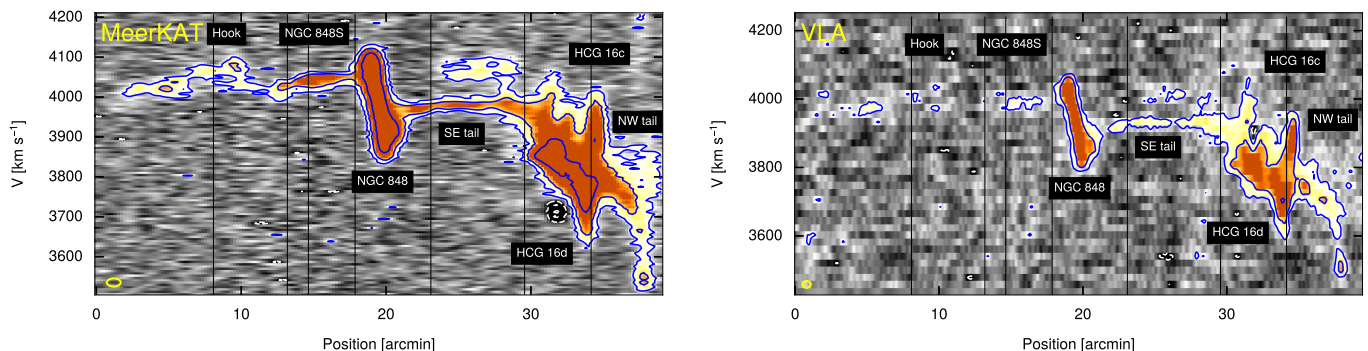 MeerKAT
Hook
NGC 848S
HCG 16c
NW tail
SE tail
NGC 848
HCG 16d
V [km s⁻¹]
4200
4100
4000
3900
3800
3700
3600
0 10 20 30
Position [arcmin]
VLA
Hook
NGC 848S
HCG 16c
NW tail
SE tail
NGC 848
HCG 16d
V [km s⁻¹]
4200
4000
3800
3600
0 10 20 30
Position [arcmin]